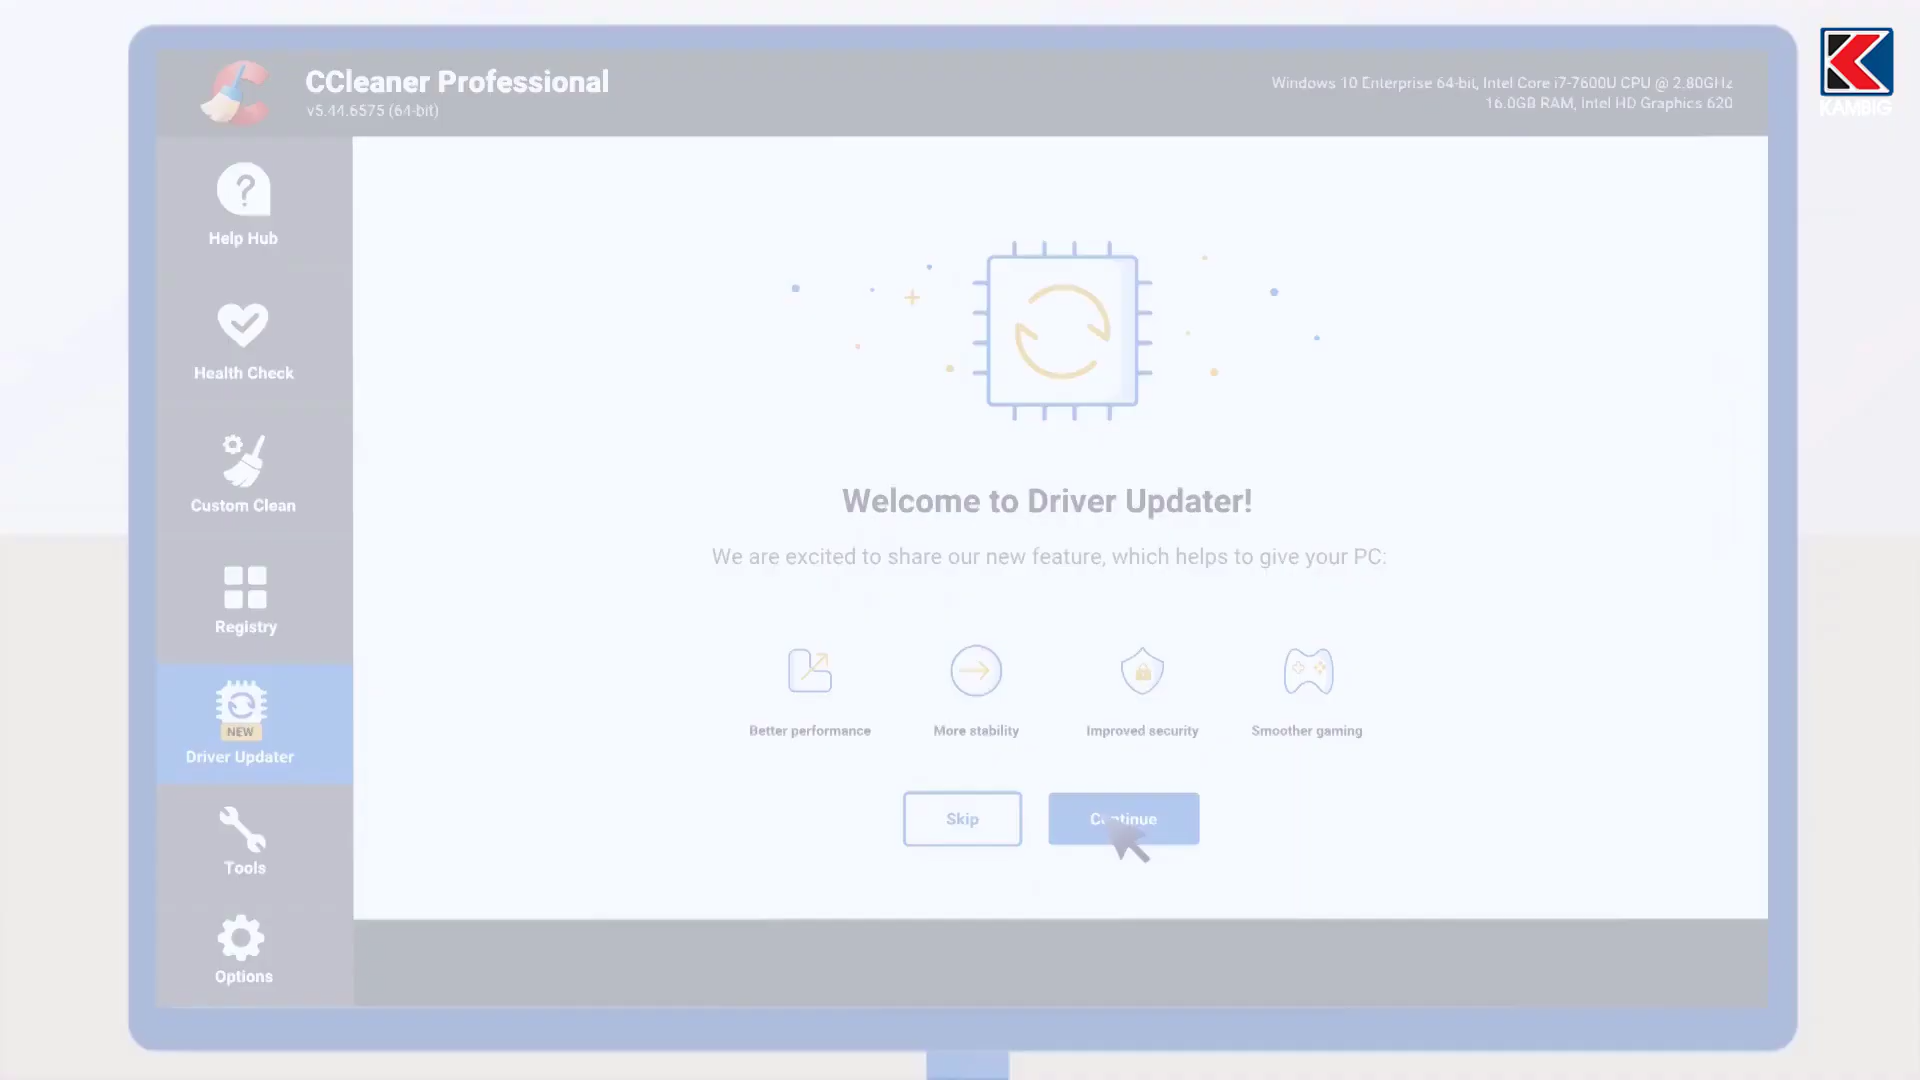 CCleaner Professional
v5.44.6575 (64-bit)
Windows 10 Enterprise 64-bit, Intel Core i7-7600U CPU @ 2.80GHz
16.0GB RAM, Intel HD Graphics 620
KAMBIG
Help Hub
Health Check
Custom Clean
Registry
NEW
Driver Updater
Tools
Options
Welcome to Driver Updater!
We are excited to share our new feature, which helps to give your PC:
Better performance
More stability
Improved security
Smoother gaming
Skip
Continue